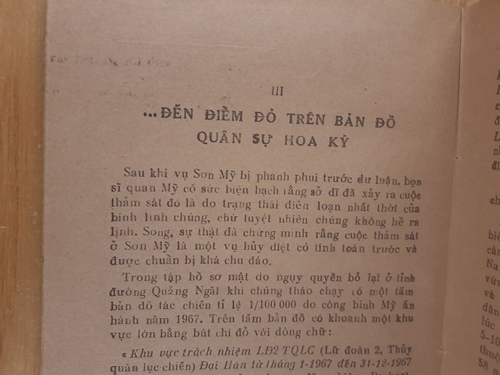 III
...ĐẾN ĐIỂM ĐỎ TRÊN BẢN ĐỒ
QUÂN SỰ HOA KỲ
Sau khi vụ Sơn Mỹ bị phanh phui trước dư luận, bọn
sĩ quan Mỹ có sức biện bạch rằng sở dĩ đã xảy ra cuộc
thảm sát đó là do trạng thái điên loạn nhất thời của
binh lính chúng, chứ tuyệt nhiên chúng không hề ra
lịnh. Song, sự thật đã chứng minh rằng cuộc thảm sát
ở Sơn Mỹ là một vụ hủy diệt có tính toán trước và
được chuẩn bị khá chu đáo.
Trong tập hồ sơ mật do ngụy quyền bỏ lại ở tỉnh
đường Quảng Ngãi khi chúng tháo chạy có một tấm
bản đồ tác chiến tỉ lệ 1/100 000 do công binh Mỹ ấn
hành năm 1967. Trên tấm bản đồ có khoanh một khu
vực lớn bằng bút chì đỏ với dòng chữ:
« Khu vực trách nhiệm LĐ2 TQLC (Lữ đoàn 2, Thủy
quân lục chiến) Đại Hàn từ tháng 1-1967 đến 31-12-1967